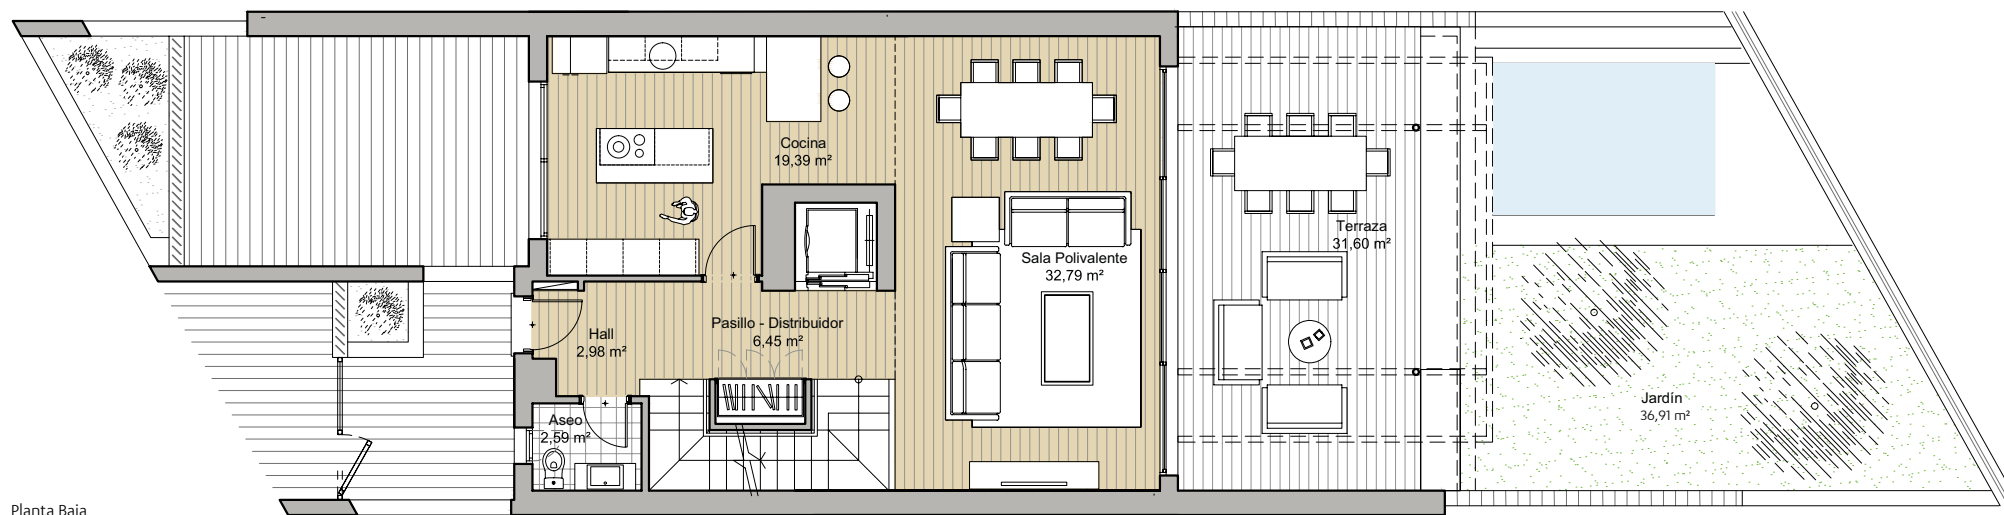 Cocina
19,39 m²
Terraza
31,60 m²
Sala Polivalente
32,79 m²
Pasillo - Distribuidor
6,45 m²
Hall
2,98 m²
Jardín
36,91 m²
Aseo
2,59 m²
Planta Baja